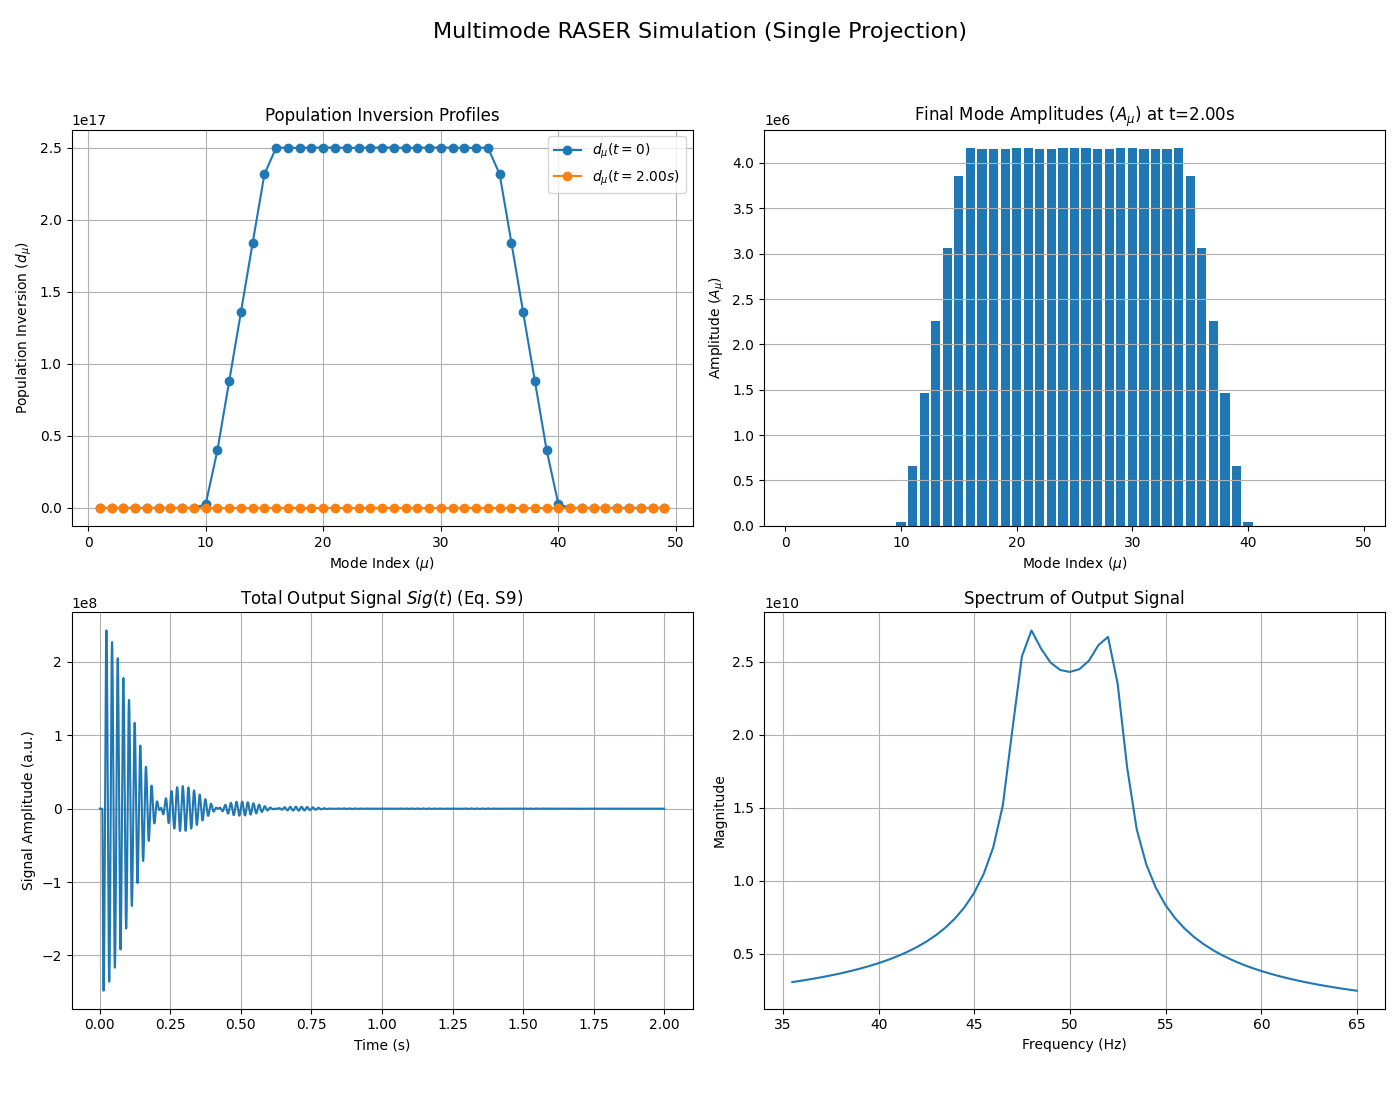 Multimode RASER Simulation (Single Projection)
Population Inversion Profiles
1e17
2.5
2.0
1.5
1.0
0.5
0.0
Population Inversion (dμ)
dμ(t = 0)
dμ(t = 2.00s)
0 10 20 30 40 50
Mode Index (μ)
Final Mode Amplitudes (Aμ) at t=2.00s
1e6
4.0
3.5
3.0
2.5
2.0
1.5
1.0
0.5
0.0
Amplitude (Aμ)
0 10 20 30 40 50
Mode Index (μ)
Total Output Signal Sig(t) (Eq. S9)
1e8
2
1
0
−1
−2
Signal Amplitude (a.u.)
0.00 0.25 0.50 0.75 1.00 1.25 1.50 1.75 2.00
Time (s)
Spectrum of Output Signal
1e10
2.5
2.0
1.5
1.0
0.5
Magnitude
35 40 45 50 55 60 65
Frequency (Hz)